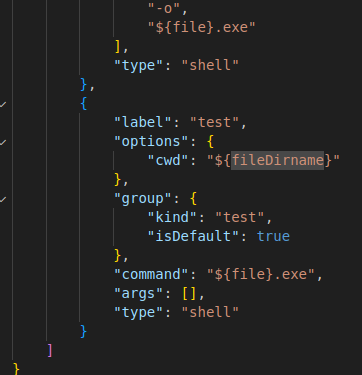 "-o",
"${file}.exe"
],
"type": "shell"
},
{
"label": "test",
"options": {
"cwd": "${fileDirname}"
},
"group": {
"kind": "test",
"isDefault": true
},
"command": "${file}.exe",
"args": [],
"type": "shell"
}
]
}